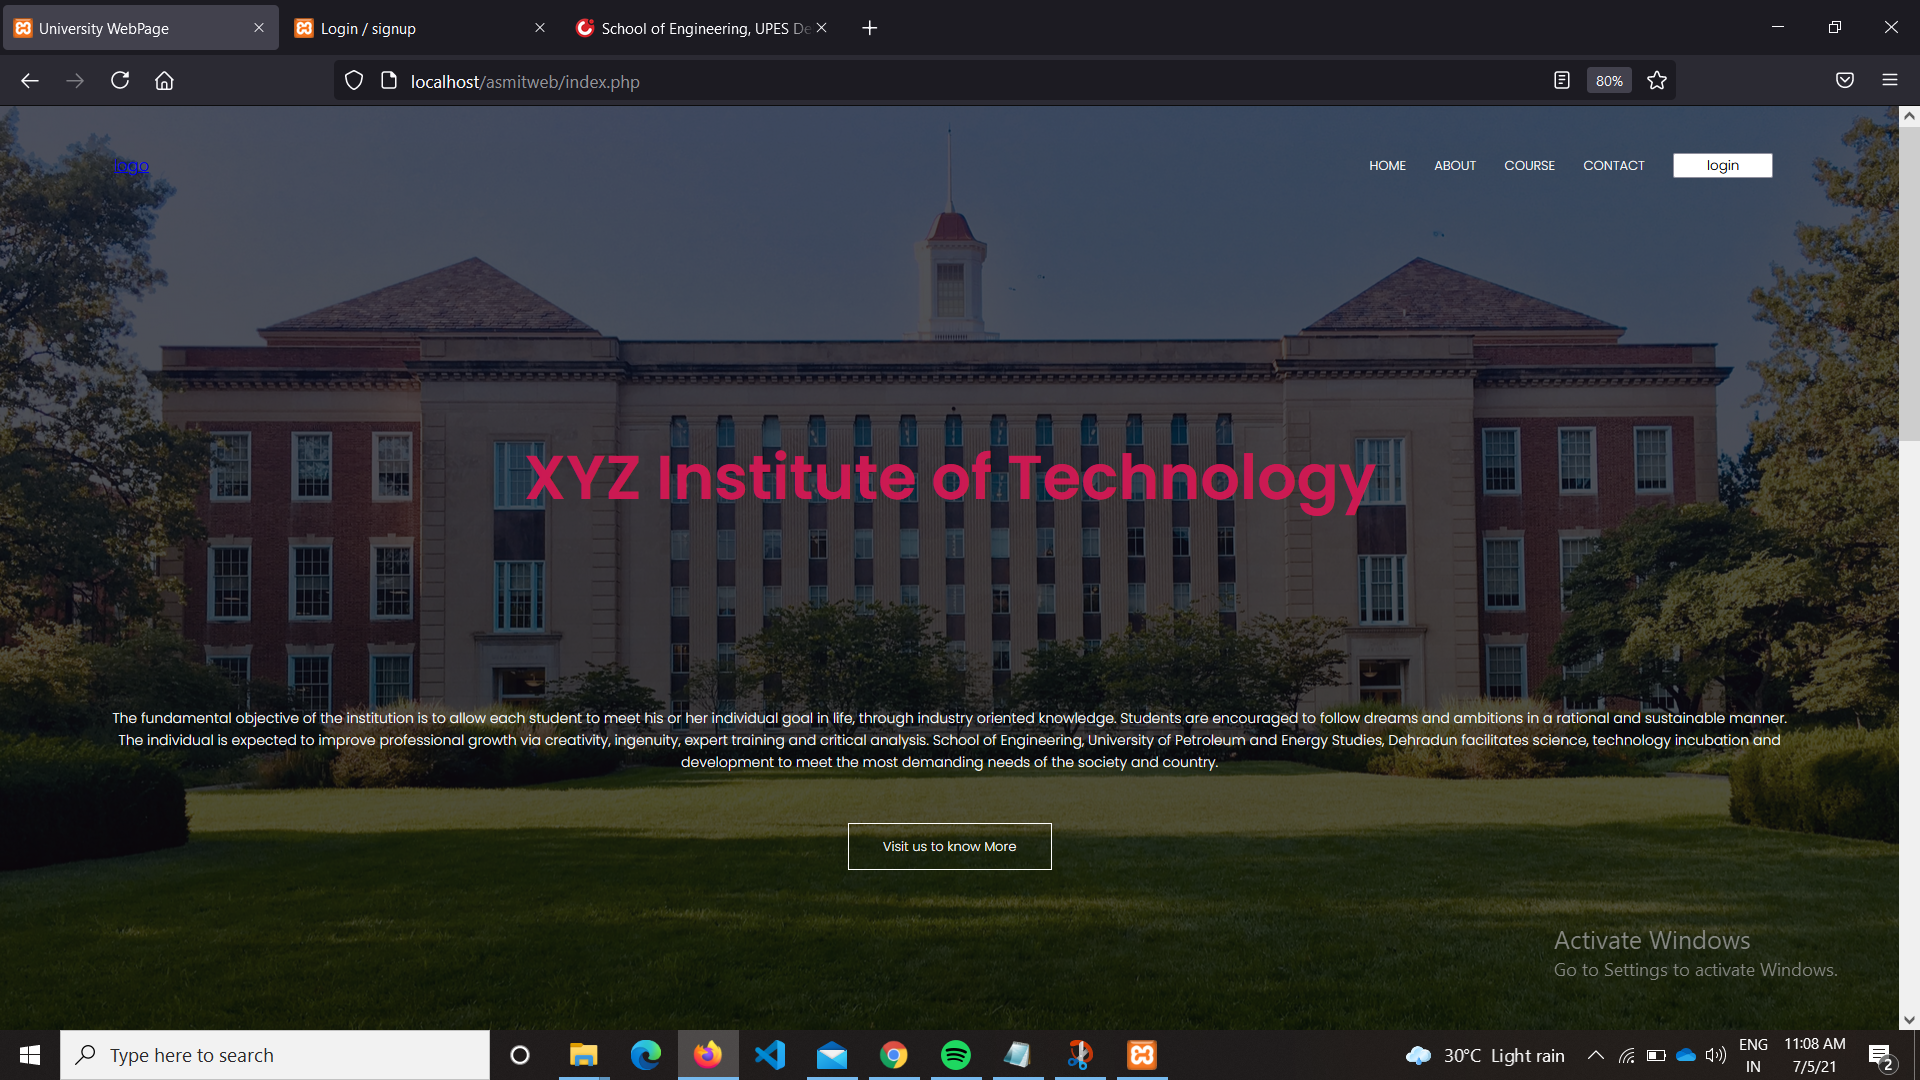 University WebPage
Login / signup
School of Engineering, UPES De
localhost/asmitweb/index.php
80%
logo
HOME ABOUT COURSE CONTACT login
XYZ Institute of Technology
The fundamental objective of the institution is to allow each student to meet his or her individual goal in life, through industry oriented knowledge. Students are encouraged to follow dreams and ambitions in a rational and sustainable manner.
The individual is expected to improve professional growth via creativity, ingenuity, expert training and critical analysis. School of Engineering, University of Petroleum and Energy Studies, Dehradun facilitates science, technology incubation and
development to meet the most demanding needs of the society and country.
Visit us to know More
Activate Windows
Go to Settings to activate Windows.
Type here to search
30°C Light rain
ENG
IN
11:08 AM
7/5/21
2